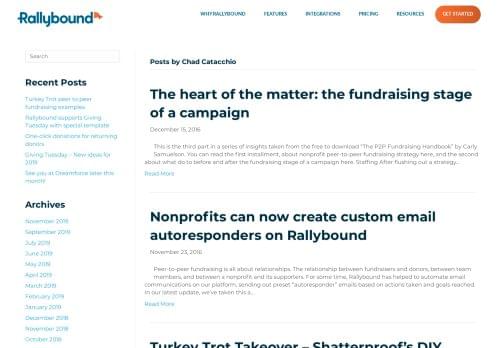 Rallybound
WHY RALLYBOUND
FEATURES
INTEGRATIONS
PRICING
RESOURCES
GET STARTED
Search
Recent Posts
Turkey Trot peer to peer
fundraising examples
Rallybound supports Giving
Tuesday with special template
One-click donations for returning
donors
Giving Tuesday – New ideas for
2019
See you at Dreamforce later this
month!
Archives
November 2019
September 2019
July 2019
June 2019
May 2019
April 2019
March 2019
February 2019
January 2019
December 2018
November 2018
October 2018
Posts by Chad Catacchio
The heart of the matter: the fundraising stage
of a campaign
December 15, 2016
This is the third part in a series of insights taken from the free to download "The P2P Fundraising Handbook" by Carly
Samuelson. You can read the first installment, about nonprofit peer-to-peer fundraising strategy here, and the second
about what do to before and after the fundraising stage of a campaign here. Staffing After flushing out a strategy…
Read More
Nonprofits can now create custom email
autoresponders on Rallybound
November 23, 2016
Peer-to-peer fundraising is all about relationships. The relationship between fundraisers and donors, between team
members, and between a nonprofit and its supporters. For some time, Rallybound has helped to automate email
communications on our platform, sending out preset "autoresponder" emails based on actions taken and goals reached.
In our latest update, we've taken this a…
Read More
Turkey Trot Takeover – Shatterproof's DIY